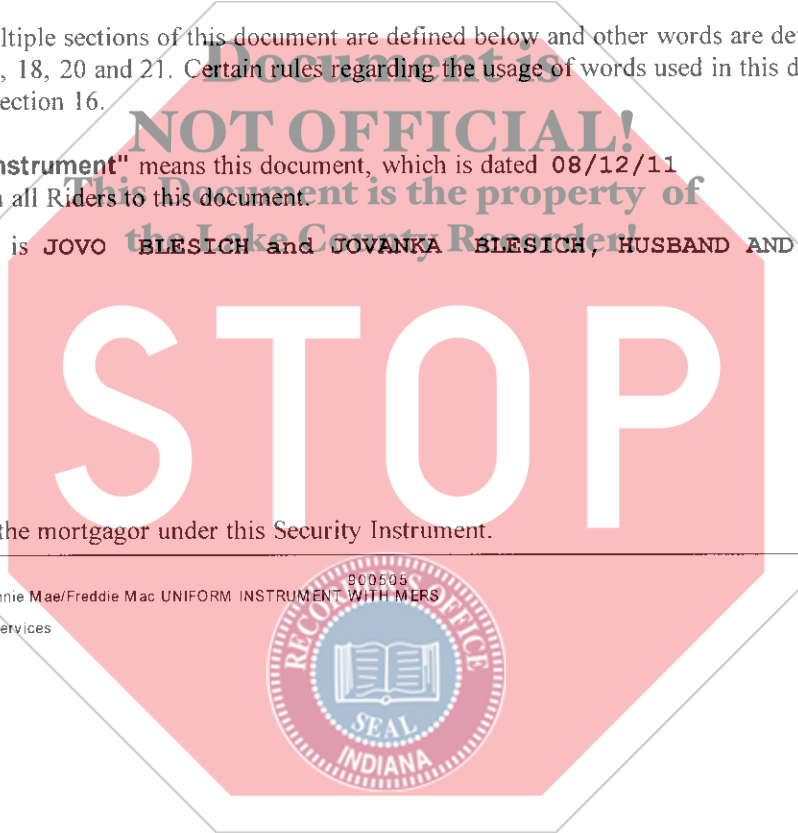 ltiple sections of this document are defined below and other words are de
Document is
, 18, 20 and 21. Certain rules regarding the usage of words used in this d
ection 16.
NOT OFFICIAL!
nstrument" means this document, which is dated 08/12/11
all Riders to this document.
This Document is the property of
is JOVO BLESICH and JOVANKA BLESICH, HUSBAND AND
the Lake County Recorder!
STOP
the mortgagor under this Security Instrument.
900505
nnie Mae/Freddie Mac UNIFORM INSTRUMENT WITH MERS
ervices
RECORDER'S OFFICE
SEAL
INDIANA